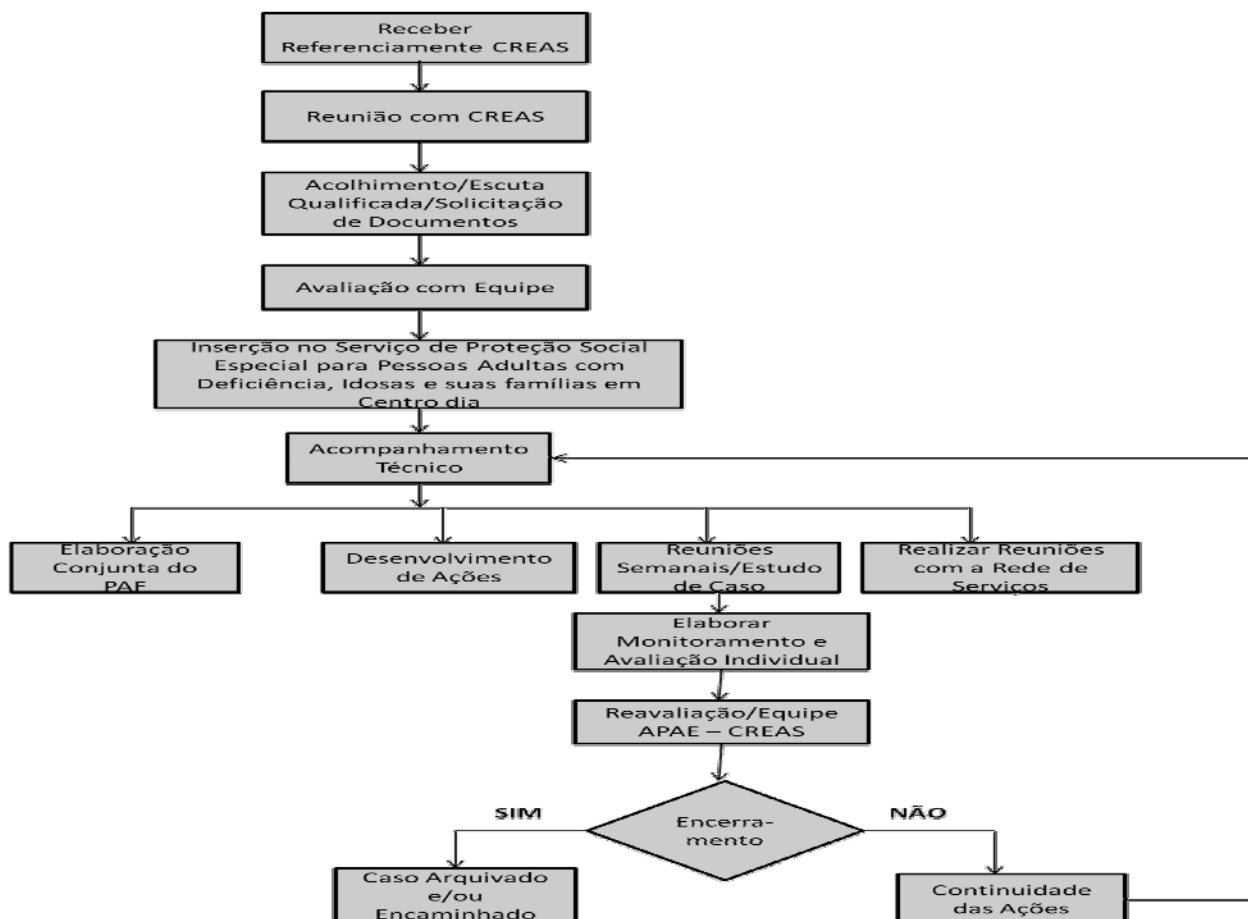 Receber
Referenciamente CREAS
Reunião com CREAS
Acolhimento/Escuta
Qualificada/Solicitação
de Documentos
Avaliação com Equipe
Inserção no Serviço de Proteção Social
Especial para Pessoas Adultas com
Deficiência, Idosas e suas famílias em
Centro dia
Acompanhamento
Técnico
Elaboração
Conjunta do
PAF
Desenvolvimento
de Ações
Reuniões
Semanais/Estudo
de Caso
Realizar Reuniões
com a Rede de
Serviços
Elaborar
Monitoramento e
Avaliação Individual
Reavaliação/Equipe
APAE – CREAS
Encerra-
mento
SIM
NÃO
Caso Arquivado
e/ou
Encaminhado
Continuidade
das Ações